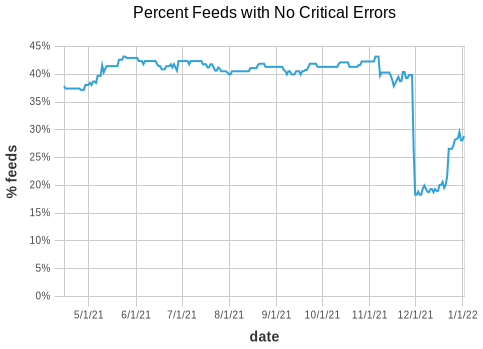 Percent Feeds with No Critical Errors
45%
40%
35%
30%
25%
20%
15%
10%
5%
0%
% feeds
5/1/21 6/1/21 7/1/21 8/1/21 9/1/21 10/1/21 11/1/21 12/1/21 1/1/22
date